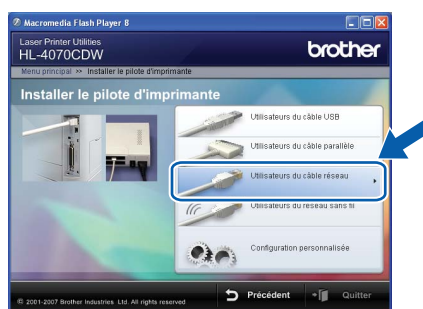 Macromedia Flash Player 8
Laser Printer Utilities
HL-4070CDW
brother
Menu principal >> Installer le pilote d'imprimante
Installer le pilote d'imprimante
Utilisateurs du câble USB
Utilisateurs du câble parallèle
Utilisateurs du câble réseau
Utilisateurs du réseau sans fil
Configuration personnalisée
© 2001-2007 Brother Industries Ltd. All rights reserved
Précédent
Quitter